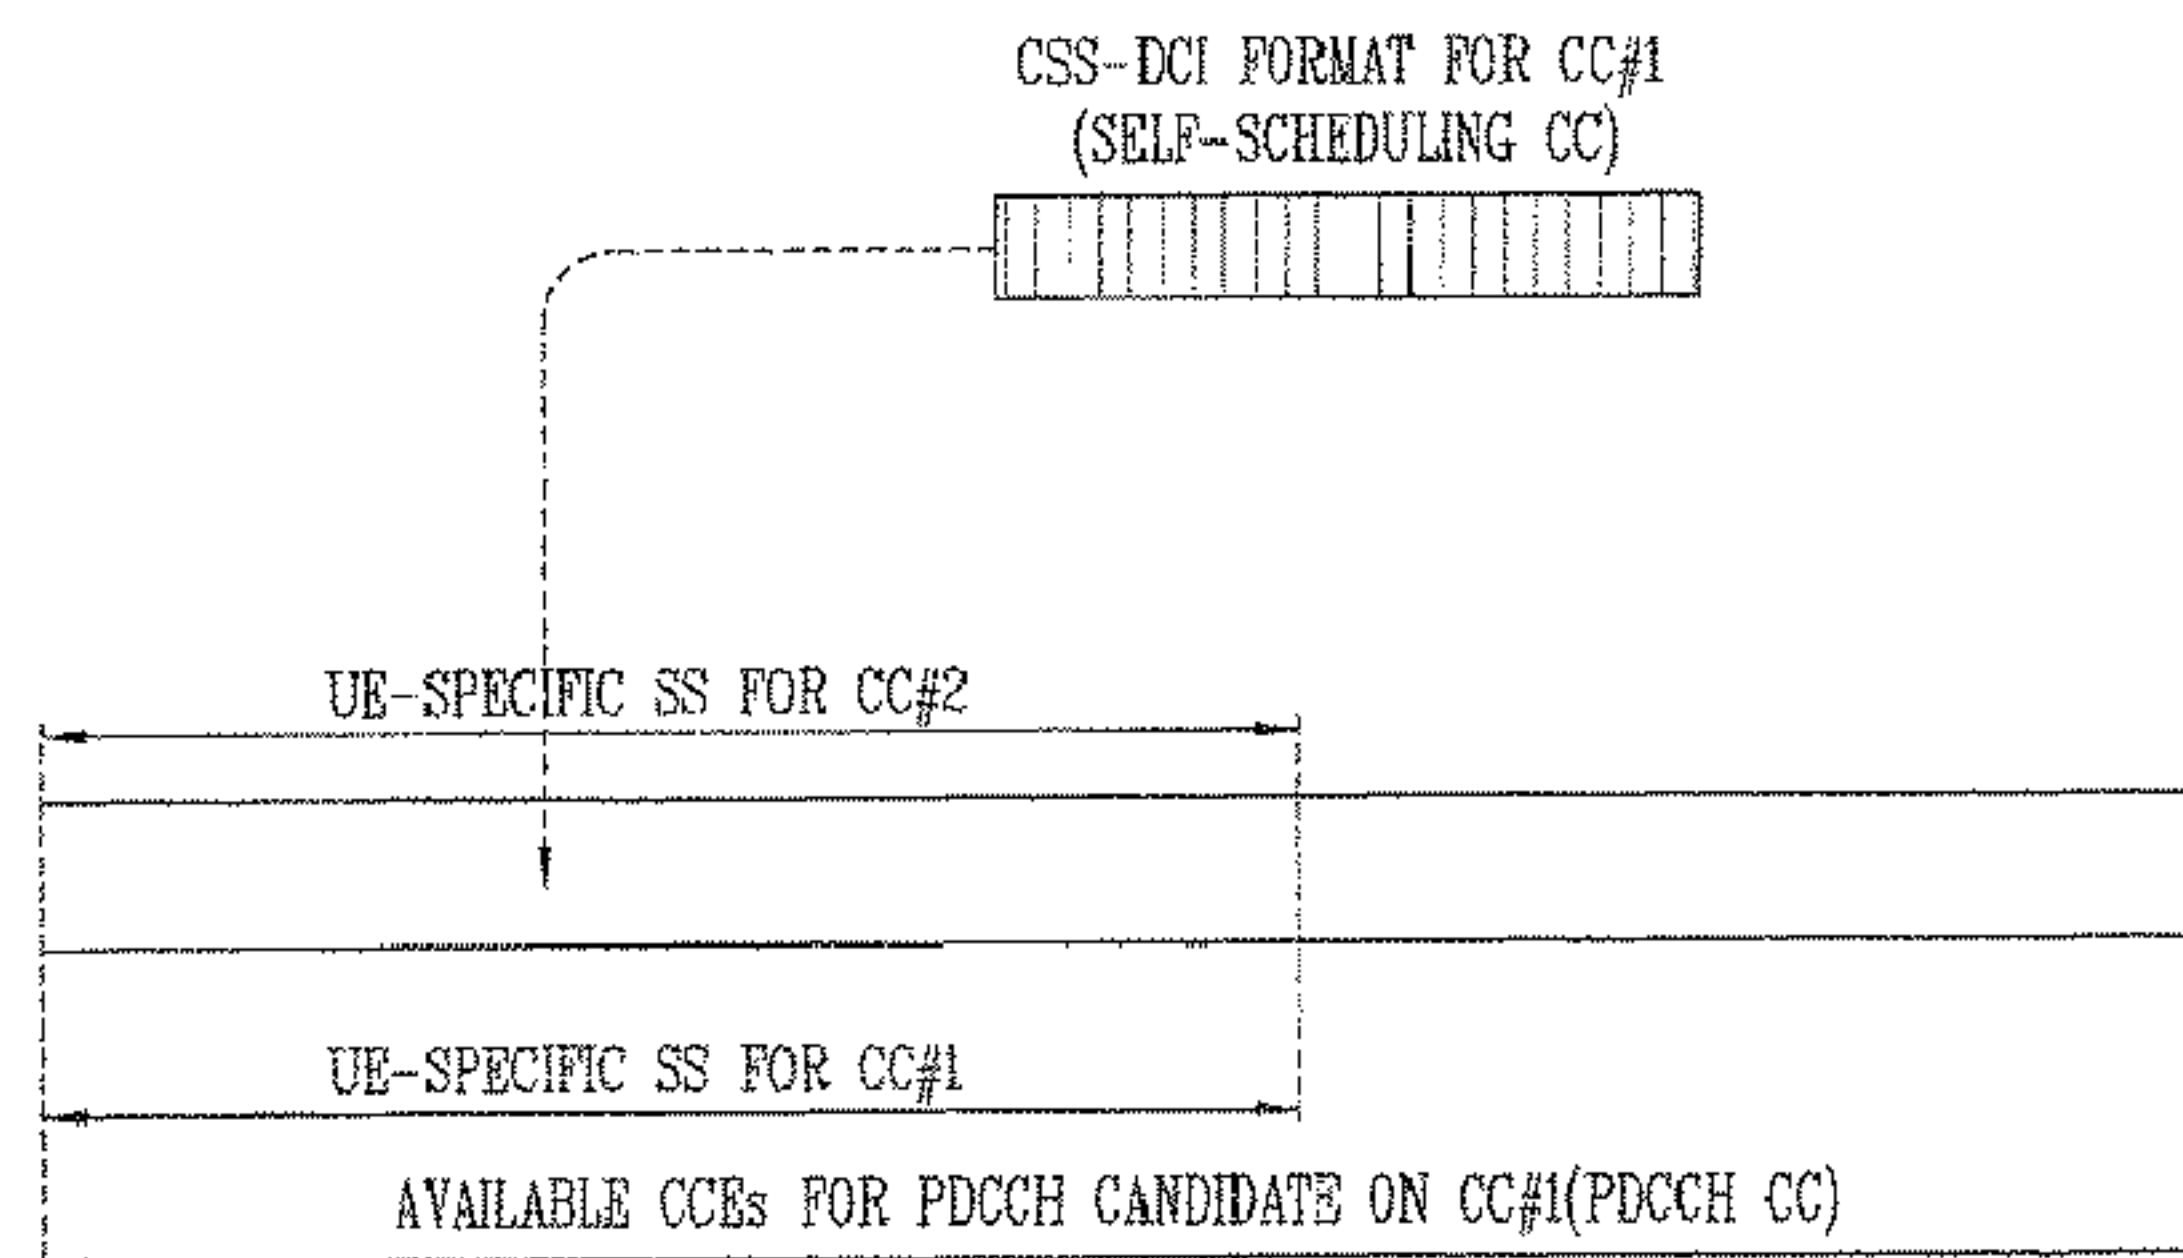 CSS-DCI FORMAT FOR CC#1
(SELF-SCHEDULING CC)
UE-SPECIFIC SS FOR CC#2
UE-SPECIFIC SS FOR CC#1
AVAILABLE CCEs FOR PDCCH CANDIDATE ON CC#1(PDCCH CC)